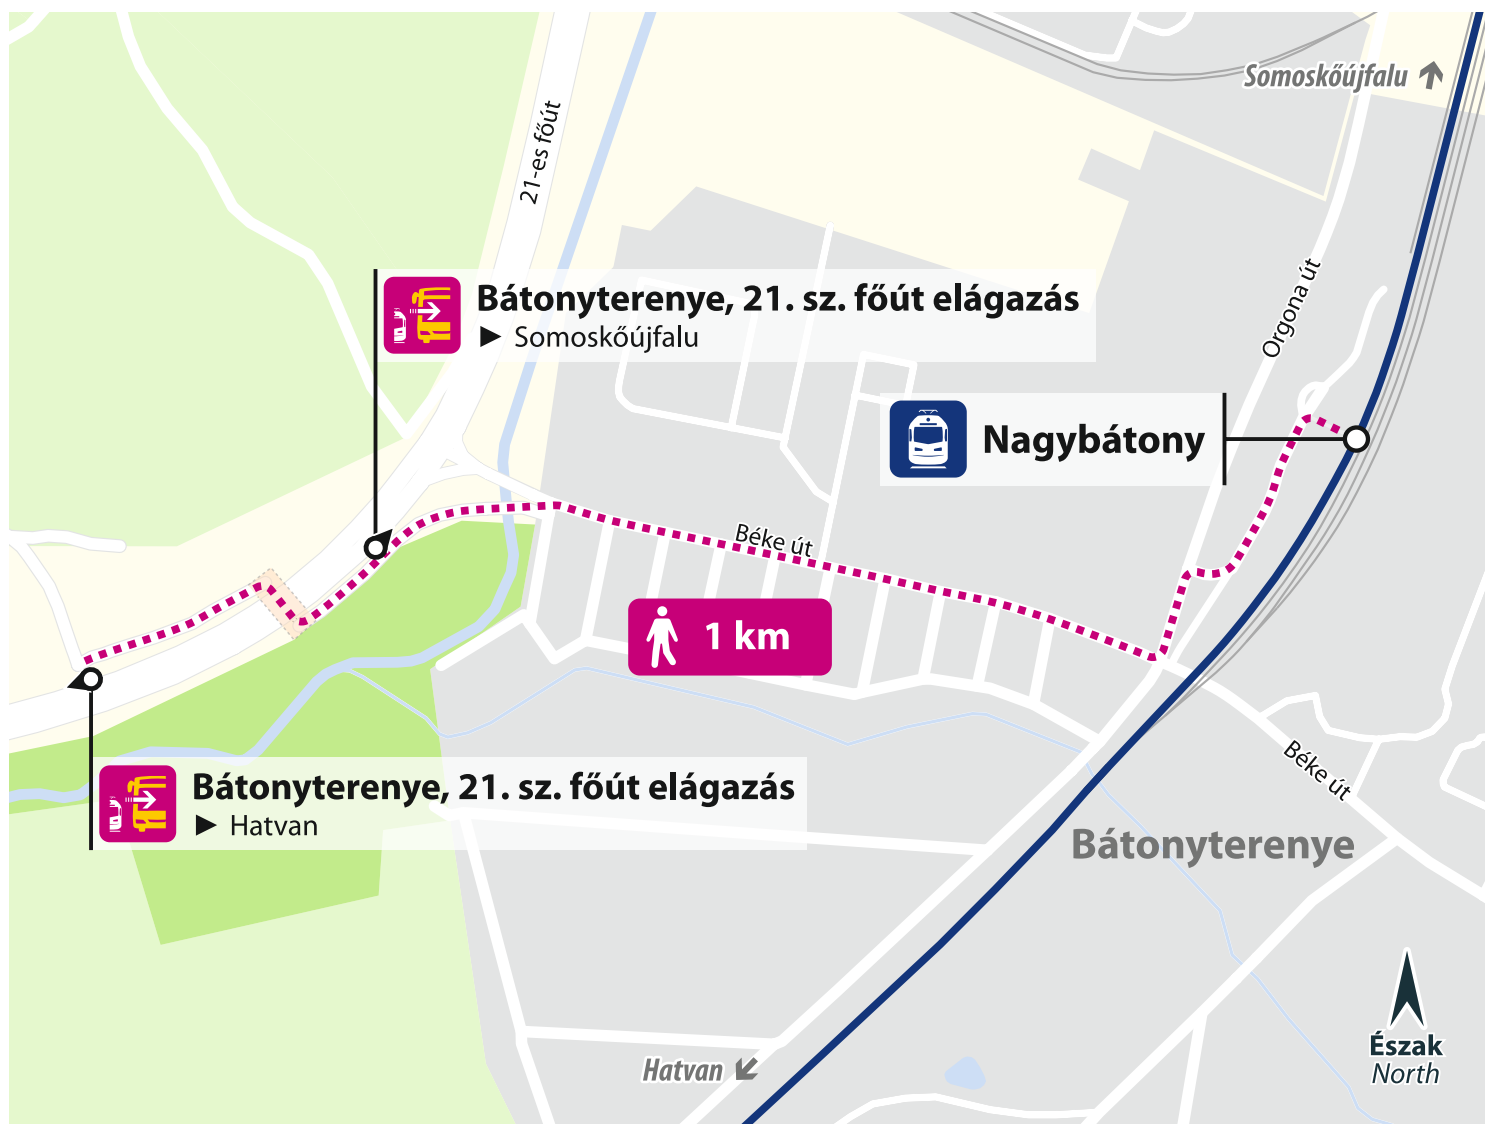 Somoskőújfalu
21-es főút
Bátonyterenye, 21. sz. főút elágazás
► Somoskőújfalu
Orgona út
Nagybátony
Béke út
1 km
Bátonyterenye, 21. sz. főút elágazás
► Hatvan
Béke út
Bátonyterenye
Hatvan
Észak
North